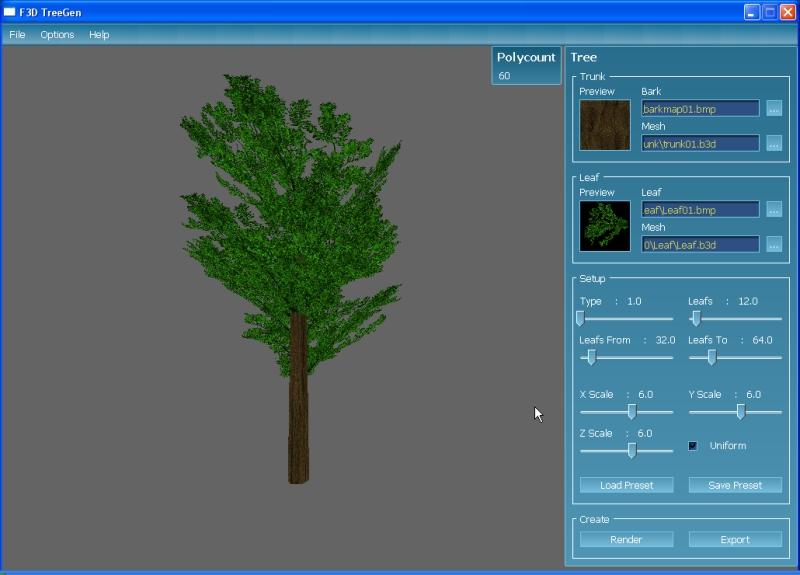 F3D TreeGen
File Options Help
Polycount
60
Tree
Trunk
Preview Bark
barkmap01.bmp ...
Mesh
unk\trunk01.b3d ...
Leaf
Preview Leaf
eaf\Leaf01.bmp ...
Mesh
0\Leaf\Leaf.b3d ...
Setup
Type : 1.0 Leafs : 12.0
Leafs From : 32.0 Leafs To : 64.0
X Scale : 6.0 Y Scale : 6.0
Z Scale : 6.0 Uniform
Load Preset Save Preset
Create
Render Export